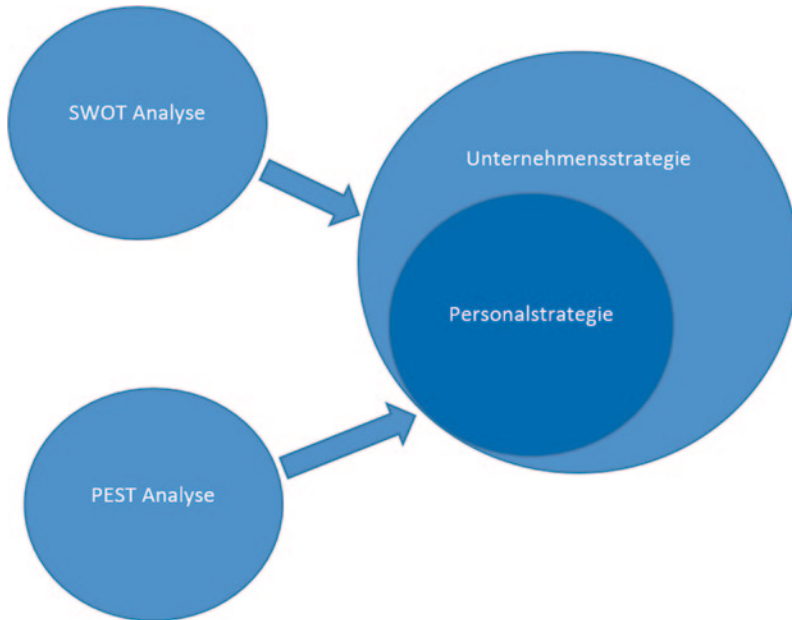 SWOT Analyse
Unternehmensstrategie
Personalstrategie
PEST Analyse